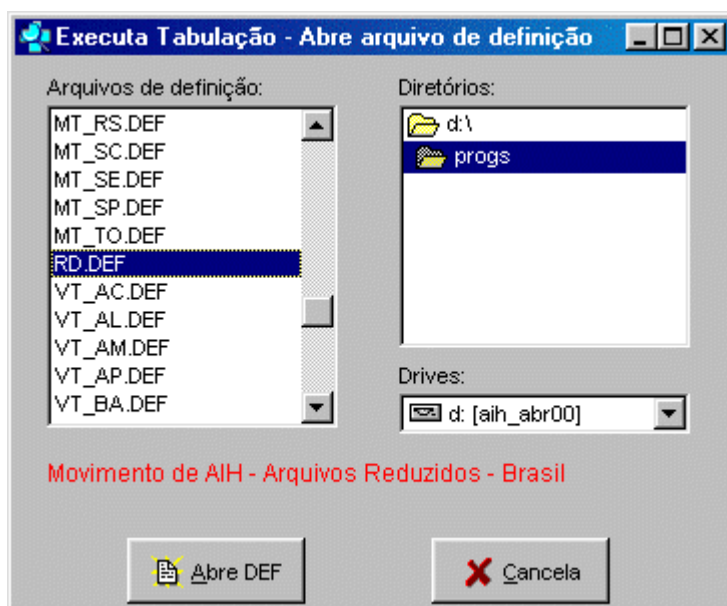 Executa Tabulação - Abre arquivo de definição
Arquivos de definição:
MT_RS.DEF
MT_SC.DEF
MT_SE.DEF
MT_SP.DEF
MT_TO.DEF
RD.DEF
VT_AC.DEF
VT_AL.DEF
VT_AM.DEF
VT_AP.DEF
VT_BA.DEF
Diretórios:
d:\
progs
Drives:
d: [aih_abr00]
Movimento de AIH - Arquivos Reduzidos - Brasil
Abre DEF
Cancela